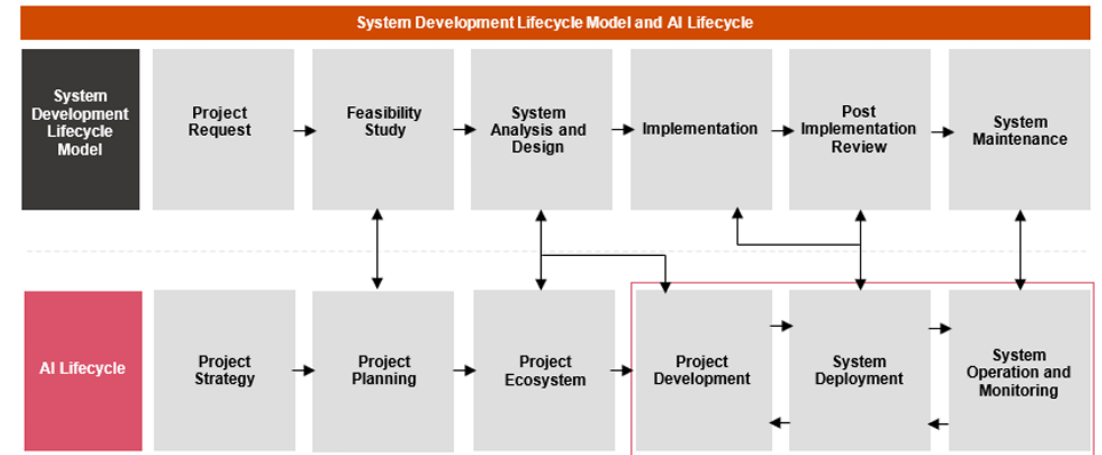 System Development Lifecycle Model and AI Lifecycle
System
Development
Lifecycle
Model
Project
Request
Feasibility
Study
System
Analysis and
Design
Implementation
Post
Implementation
Review
System
Maintenance
AI Lifecycle
Project
Strategy
Project
Planning
Project
Ecosystem
Project
Development
System
Deployment
System
Operation and
Monitoring